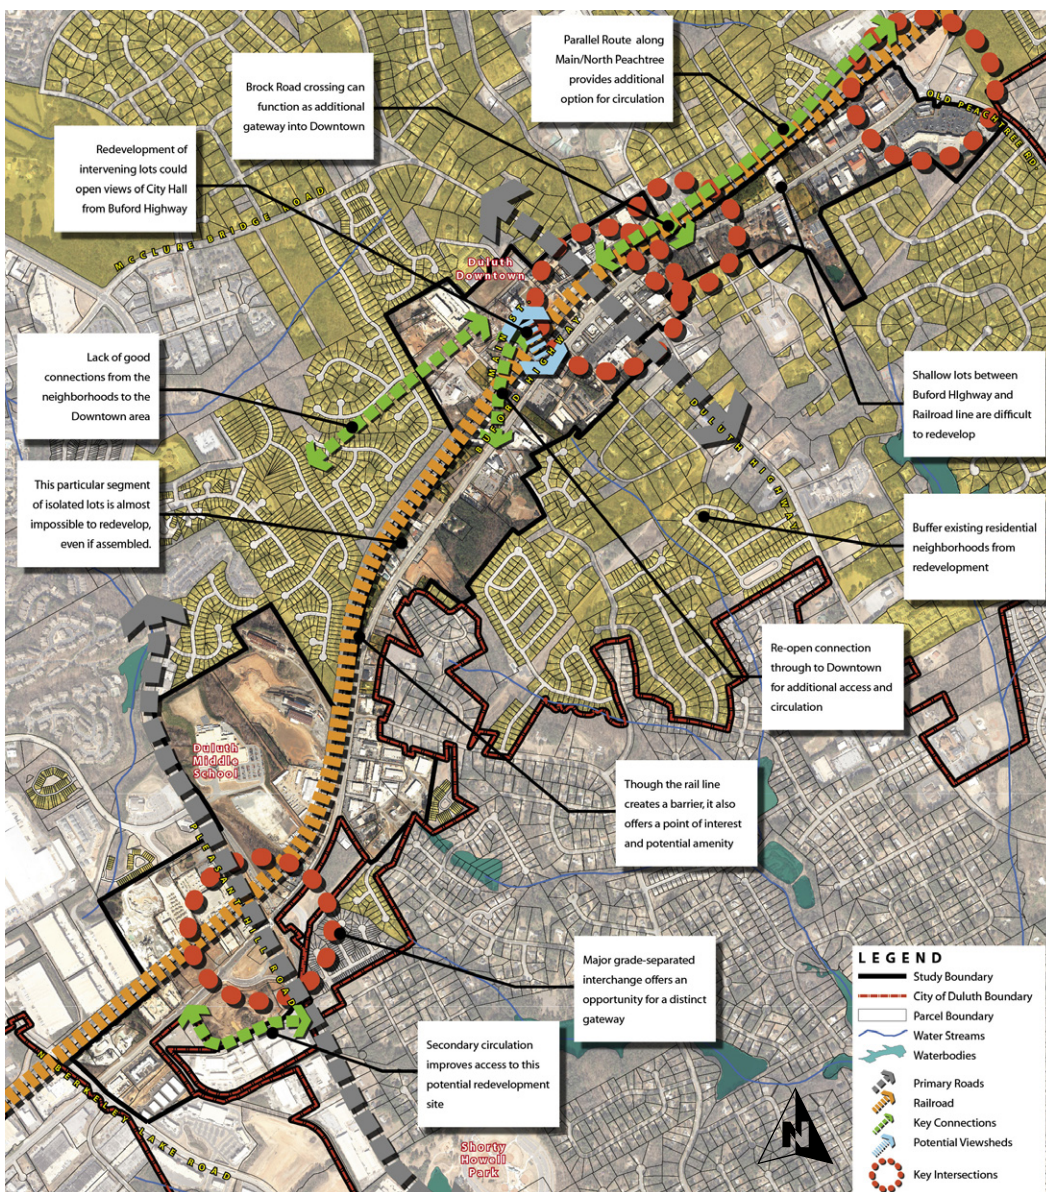 Parallel Route along
Main/North Peachtree
provides additional
option for circulation
Brock Road crossing can
function as additional
gateway into Downtown
Redevelopment of
intervening lots could
open views of City Hall
from Buford Highway
OLD PEACHTREE RD
MCCLURE BRIDGE ROAD
Duluth
Downtown
MAIN ST
BUFORD HIGHWAY
DULUTH HIGHWAY
Lack of good
connections from the
neighborhoods to the
Downtown area
Shallow lots between
Buford HIghway and
Railroad line are difficult
to redevelop
This particular segment
of isolated lots is almost
impossible to redevelop,
even if assembled.
Buffer existing residential
neighborhoods from
redevelopment
Re-open connection
through to Downtown
for additional access and
circulation
Duluth
Middle
School
Though the rail line
creates a barrier, it also
offers a point of interest
and potential amenity
PLEASANT HILL ROAD
Major grade-separated
interchange offers an
opportunity for a distinct
gateway
Secondary circulation
improves access to this
potential redevelopment
site
N BERKELEY LAKE ROAD
Shorty
Howell
Park
N
LEGEND
Study Boundary
City of Duluth Boundary
Parcel Boundary
Water Streams
Waterbodies
Primary Roads
Railroad
Key Connections
Potential Viewsheds
Key Intersections